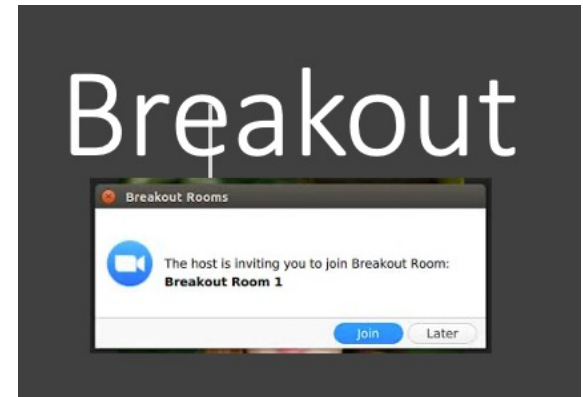 Breakout
Breakout Rooms
The host is inviting you to join Breakout Room:
Breakout Room 1
Join Later